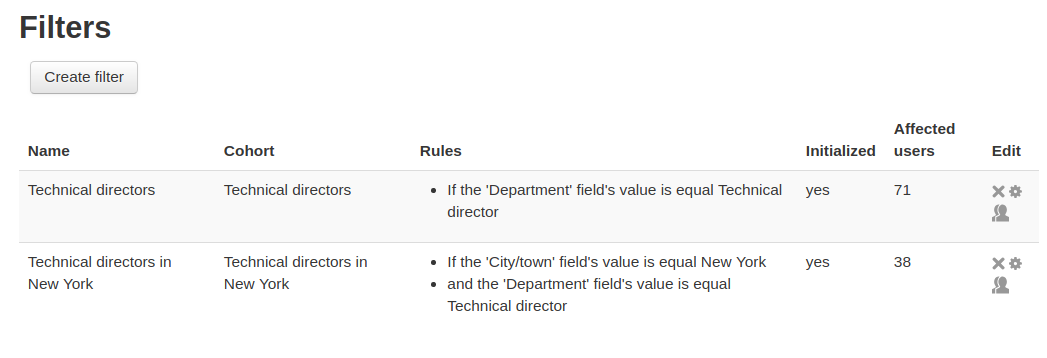 Filters
Create filter
Affected
Name Cohort Rules Initialized users Edit
Technical directors Technical directors • If the 'Department' field's value is equal Technical yes 71
director
Technical directors in Technical directors in • If the 'City/town' field's value is equal New York yes 38
New York New York • and the 'Department' field's value is equal
Technical director